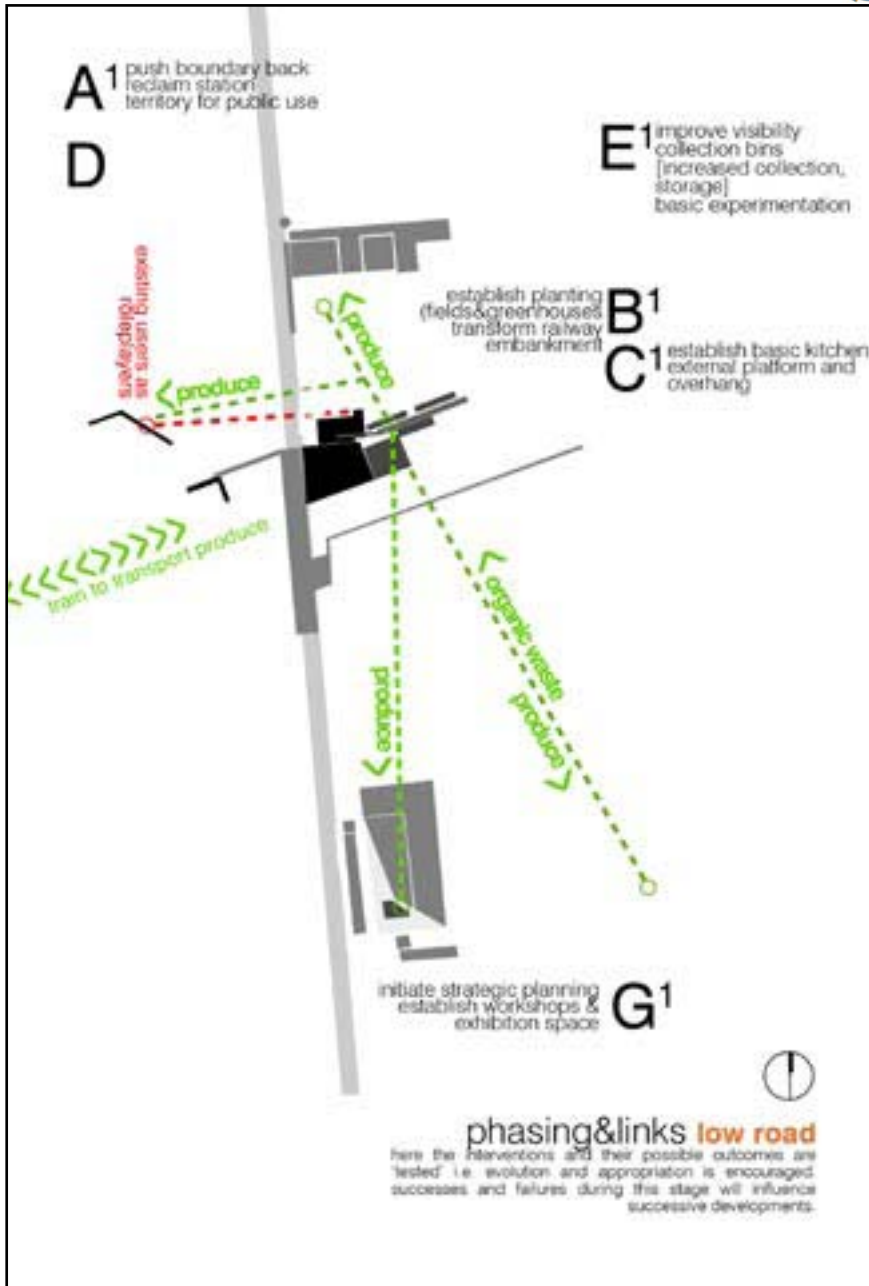 A1 push boundary back
reclaim station
territory for public use
D
E1 improve visibility
collection bins
[increased collection,
storage]
basic experimentation
existing users as
roleplayers
produce
produce
establish planting
(fields&greenhouses
transform railway
embankment
B1
C1 establish basic kitchen
external platform and
overhang
train to transport produce
organic waste
produce
produce
initiate strategic planning
establish workshops &
exhibition space
G1
phasing&links low road
here the interventions and their possible outcomes are
'tested' i.e. evolution and appropriation is encouraged.
successes and failures during this stage will influence
successive developments.